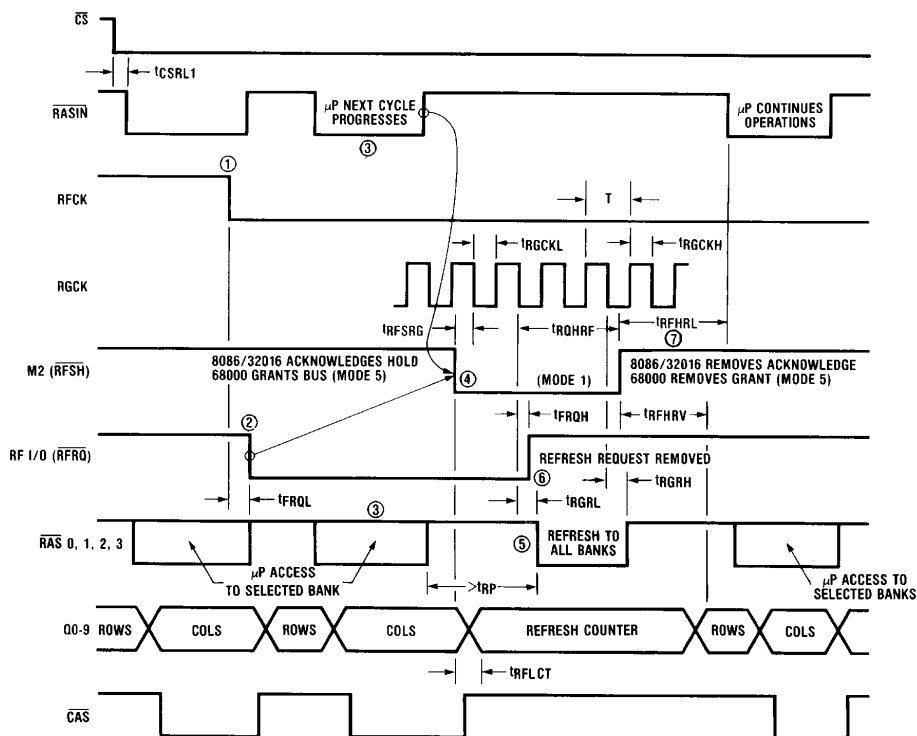 CS
tCSRL1
RASIN
μP NEXT CYCLE
PROGRESSES
③
μP CONTINUES
OPERATIONS
①
RFCK
T
tRGCKL
tRGCKH
RGCK
tRFSRG
tRQHRF
tRFHRL
⑦
M2 (RFSH)
8086/32016 ACKNOWLEDGES HOLD
68000 GRANTS BUS (MODE 5)
④
(MODE 1)
8086/32016 REMOVES ACKNOWLEDGE
68000 REMOVES GRANT (MODE 5)
②
tFRQH
tRFHRV
RF I/O (RFRQ)
REFRESH REQUEST REMOVED
⑥
tFRQL
tRGRL
tRGRH
③
RAS 0, 1, 2, 3
⑤
REFRESH TO
ALL BANKS
μP ACCESS
TO SELECTED BANK
>tRP
μP ACCESS TO
SELECTED BANKS
Q0-9
ROWS
COLS
ROWS
COLS
REFRESH COUNTER
ROWS
COLS
tRFLCT
CAS